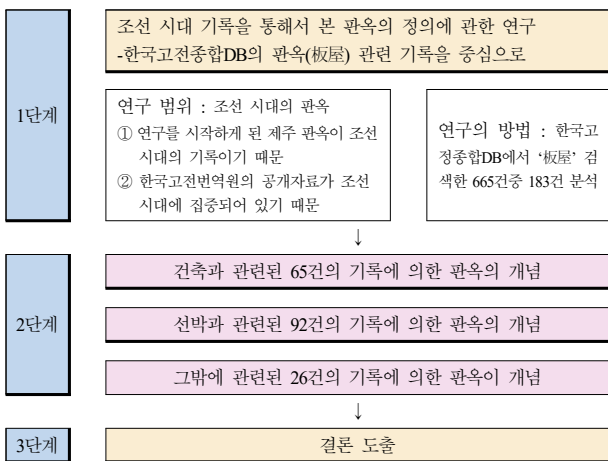 1단계
조선 시대 기록을 통해서 본 판옥의 정의에 관한 연구
-한국고전종합DB의 판옥(板屋) 관련 기록을 중심으로
연구 범위 : 조선 시대의 판옥
① 연구를 시작하게 된 제주 판옥이 조선
시대의 기록이기 때문
② 한국고전번역원의 공개자료가 조선
시대에 집중되어 있기 때문
연구의 방법 : 한국고
정종합DB에서 ‘板屋’ 검
색한 665건중 183건 분석
↓
2단계
건축과 관련된 65건의 기록에 의한 판옥의 개념
선박과 관련된 92건의 기록에 의한 판옥의 개념
그밖에 관련된 26건의 기록에 의한 판옥이 개념
↓
3단계
결론 도출